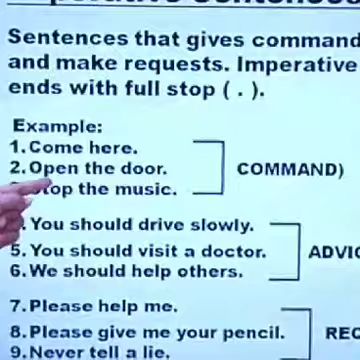 Sentences that gives command
and make requests. Imperative
ends with full stop ( . ).
Example:
1. Come here.
2. Open the door.
COMMAND)
the music.
You should drive slowly.
5. You should visit a doctor.
6. We should help others.
7. Please help me.
8. Please give me your pencil.
9. Never tell a lie.